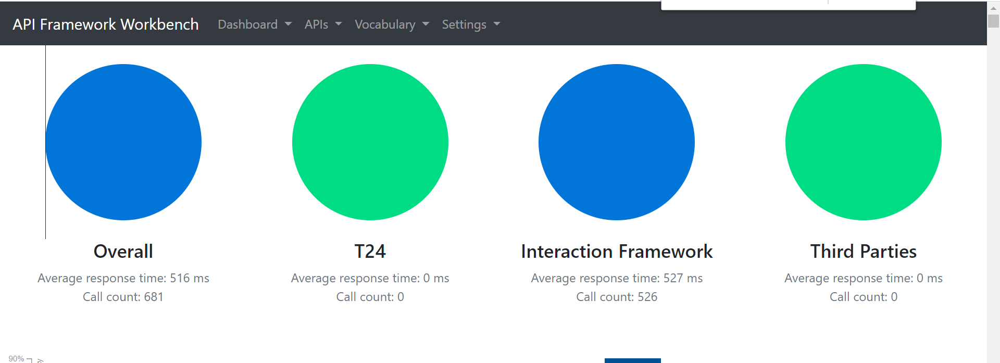 API Framework Workbench Dashboard APIs Vocabulary Settings
Overall T24 Interaction Framework Third Parties
Average response time: 516 ms Average response time: 0 ms Average response time: 527 ms Average response time: 0 ms
Call count: 681 Call count: 0 Call count: 526 Call count: 0
90%